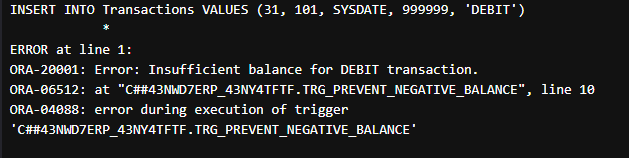 INSERT INTO Transactions VALUES (31, 101, SYSDATE, 999999, 'DEBIT')
*
ERROR at line 1:
ORA-20001: Error: Insufficient balance for DEBIT transaction.
ORA-06512: at "C##43NWD7ERP_43NY4TFTF.TRG_PREVENT_NEGATIVE_BALANCE", line 10
ORA-04088: error during execution of trigger
'C##43NWD7ERP_43NY4TFTF.TRG_PREVENT_NEGATIVE_BALANCE'